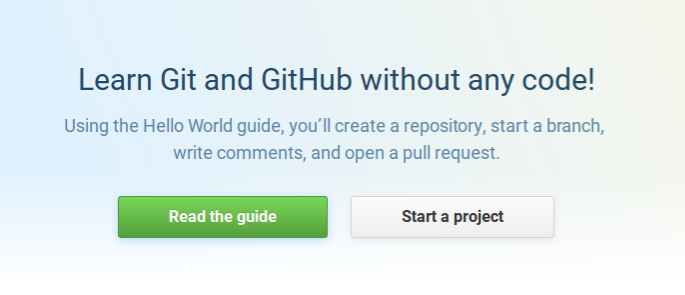 Learn Git and GitHub without any code!
Using the Hello World guide, you’ll create a repository, start a branch,
write comments, and open a pull request.
Read the guide
Start a project